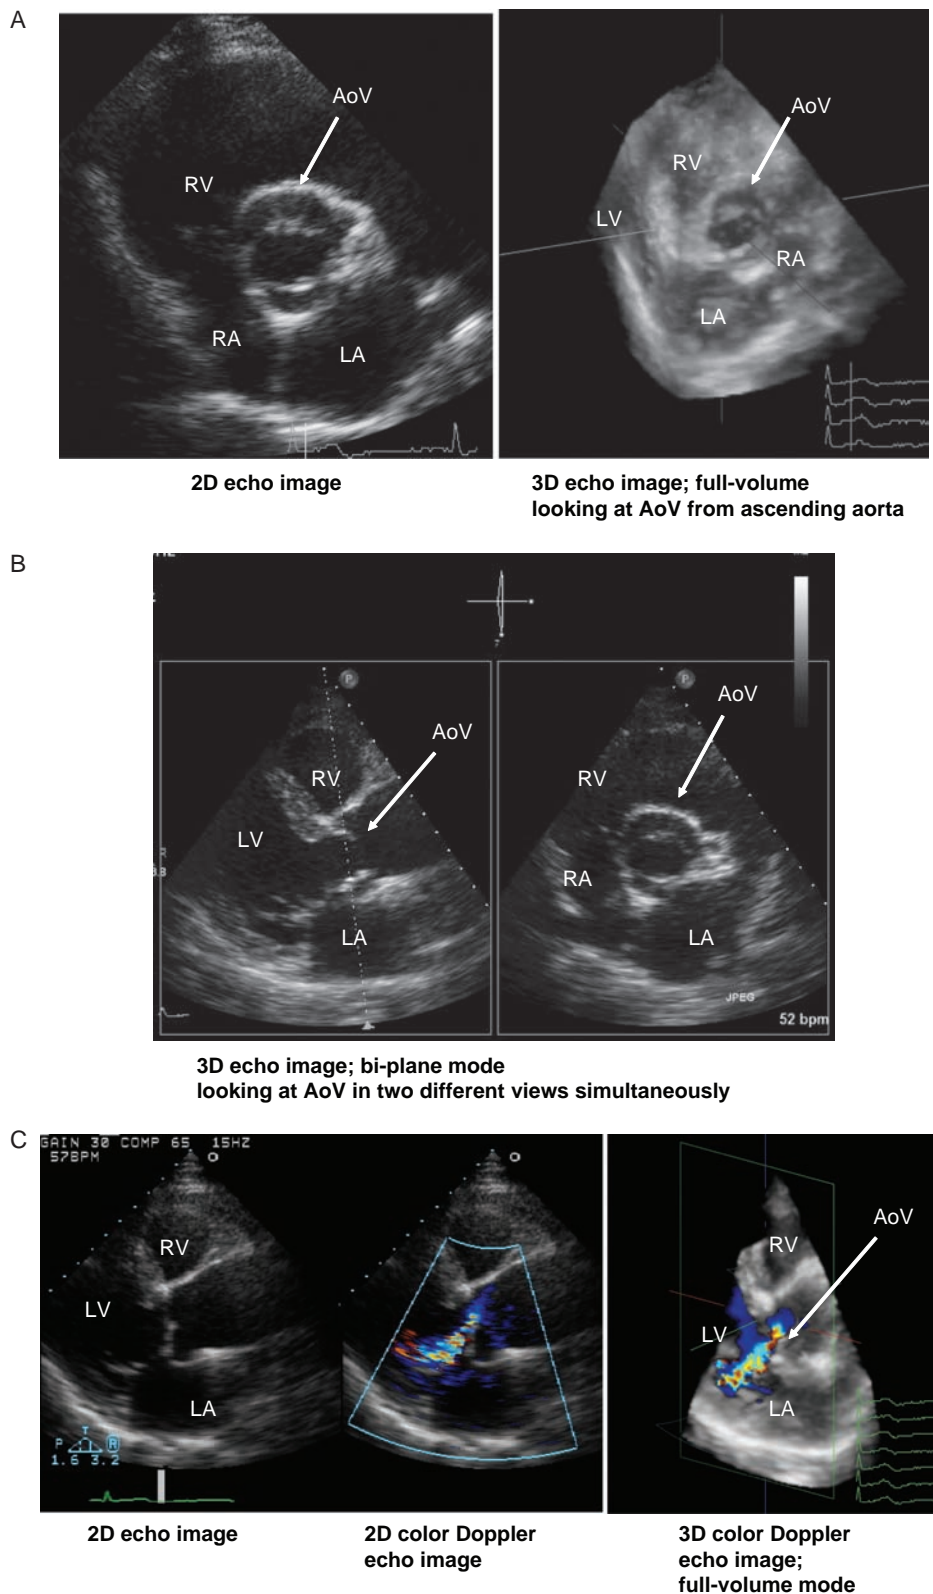 A
AoV
RV
RA
LA
AoV
RV
LV
RA
LA
2D echo image
3D echo image; full-volume
looking at AoV from ascending aorta
B
P
AoV
RV
LV
LA
P
AoV
RV
RA
LA
JPEG
52 bpm
3D echo image; bi-plane mode
looking at AoV in two different views simultaneously
C
GAIN 30 COMP 65 15HZ
57BPM
RV
LV
LA
T
P R
1.6 3.2
AoV
RV
LV
LA
2D echo image
2D color Doppler
echo image
3D color Doppler
echo image;
full-volume mode